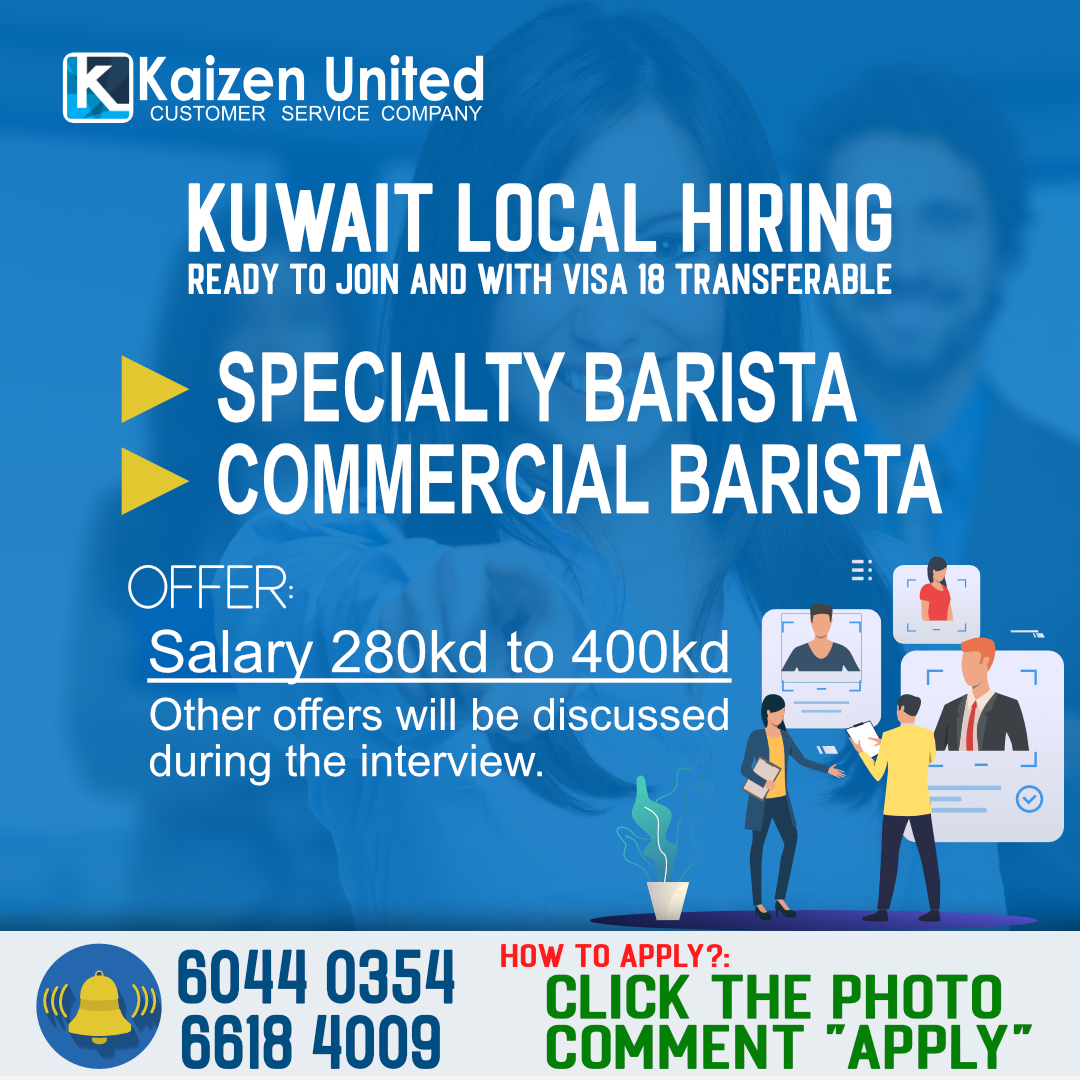 K Kaizen United
CUSTOMER SERVICE COMPANY
KUWAIT LOCAL HIRING
READY TO JOIN AND WITH VISA 18 TRANSFERABLE
SPECIALTY BARISTA
COMMERCIAL BARISTA
OFFER:
Salary 280kd to 400kd
Other offers will be discussed
during the interview.
6044 0354
6618 4009
HOW TO APPLY?:
CLICK THE PHOTO
COMMENT "APPLY"